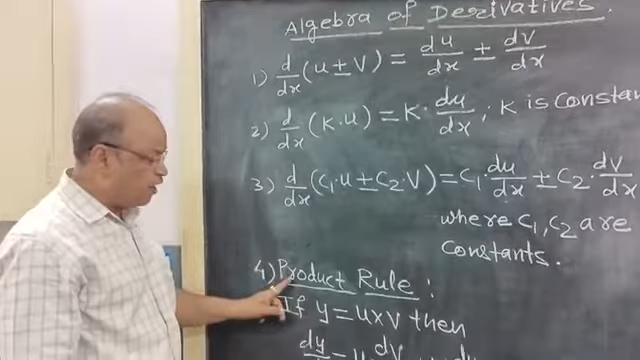 Algebra of Derivatives.
1) d/dx (u ± v) = du/dx ± dv/dx
2) d/dx (K·u) = K· du/dx ; K is
3) d/dx (C₁·u ± C₂·v) = C₁· du/dx ± C₂· dv/dx
where C₁, C₂ are
Constants.
4) Product Rule :
If y = u×v then
dy